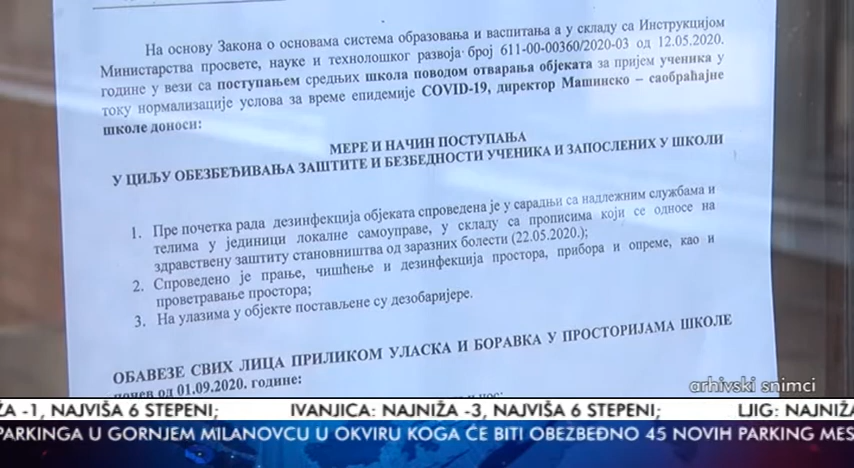 На основу Закона о основама система образовања и васпитања а у складу са Инструкцијом
Министарства просвете, науке и технолошког развоја број 611-00-00360/2020-03 од 12.05.2020.
године у вези са поступањем средњих школа поводом отварања објеката за пријем ученика у
току нормализације услова за време епидемије COVID-19, директор Машинско – саобраћајне
школе доноси:
МЕРЕ И НАЧИН ПОСТУПАЊА
У ЦИЉУ ОБЕЗБЕЂИВАЊА ЗАШТИТЕ И БЕЗБЕДНОСТИ УЧЕНИКА И ЗАПОСЛЕНИХ У ШКОЛИ
1. Пре почетка рада дезинфекција објеката спроведена је у сарадњи са надлежним службама и
телима у јединици локалне самоуправе, у складу са прописима који се односе на
здравствену заштиту становништва од заразних болести (22.05.2020.);
2. Спроведено је прање, чишћење и дезинфекција простора, прибора и опреме, као и
проветравање простора;
3. На улазима у објекте постављене су дезобаријере.
ОБАВЕЗЕ СВИХ ЛИЦА ПРИЛИКОМ УЛАСКА И БОРАВКА У ПРОСТОРИЈАМА ШКОЛЕ
почев од 01.09.2020. године:
arhivski snimci
ŽA -1, NAJVIŠA 6 STEPENI; IVANJICA: NAJNIŽA -3, NAJVIŠA 6 STEPENI; LJIG: NAJNIŽA
PARKINGA U GORNJEM MILANOVCU U OKVIRU KOGA ĆE BITI OBEZBEĐNO 45 NOVIH PARKING MES